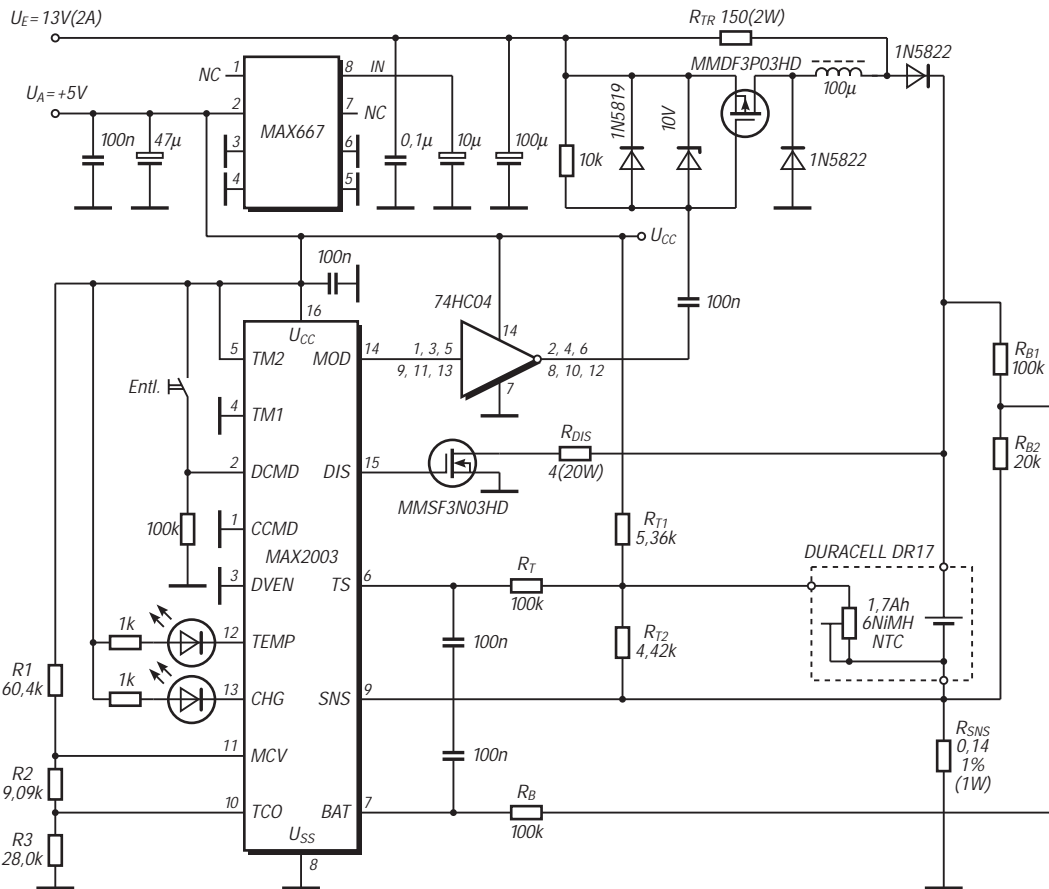 U_E = 13V(2A)
R_TR 150(2W)
1N5822
MMDF3P03HD
NC
1
8
IN
100µ
U_A = +5V
2
7
NC
MAX667
100n
47µ
3
6
4
5
0,1µ
10µ
100µ
10k
1N5819
10V
1N5822
U_CC
100n
16
74HC04
14
100n
U_CC
5
TM2
MOD
14
1, 3, 5
2, 4, 6
9, 11, 13
8, 10, 12
7
R_B1
100k
Entl.
4
TM1
R_DIS
4(20W)
R_B2
20k
2
DCMD
DIS
15
MMSF3N03HD
100k
1
CCMD
R_T1
5,36k
MAX2003
DURACELL DR17
3
DVEN
TS
6
R_T
100k
1,7Ah
6NiMH
NTC
1k
12
TEMP
100n
R_T2
4,42k
R1
60,4k
1k
13
CHG
SNS
9
R_SNS
0,14
1%
(1W)
11
MCV
100n
R2
9,09k
10
TCO
BAT
7
R_B
100k
R3
28,0k
U_SS
8